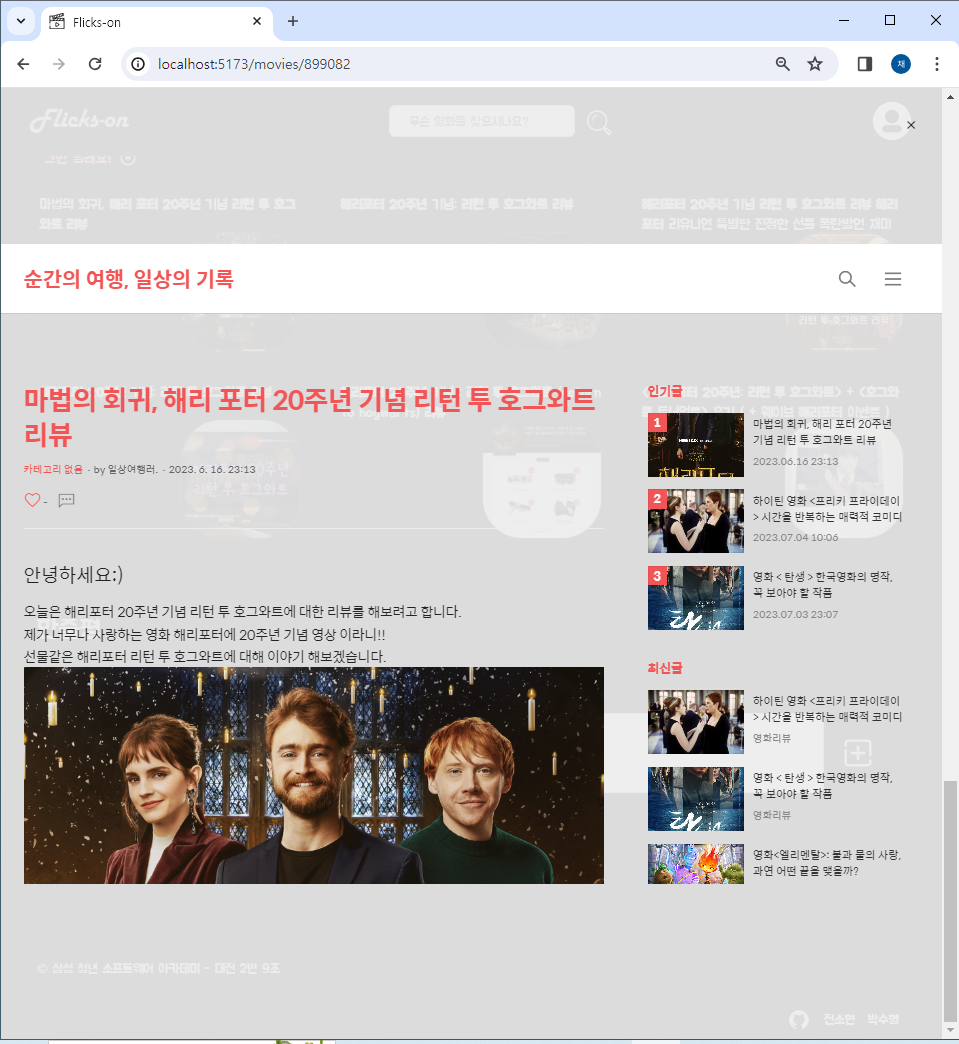 Flicks-on
localhost:5173/movies/899082
재
Flicks-on
무슨 영화를 찾으시나요?
마법의 회귀, 해리 포터 20주년 기념 리턴 투 호그와트 리뷰
해리포터 20주년 기념: 리턴 투 호그와트 리뷰
해리포터 20주년 기념 리턴 투 호그와트 리뷰 해리
포터 리유니언 특별판 진정한 선물 폭탄발언 재미
순간의 여행, 일상의 기록
마법의 회귀, 해리 포터 20주년 기념 리턴 투 호그와트
리뷰
카테고리 없음 · by 일상여행러. · 2023. 6. 16. 23:13
-
안녕하세요:)
오늘은 해리포터 20주년 기념 리턴 투 호그와트에 대한 리뷰를 해보려고 합니다.
제가 너무나 사랑하는 영화 해리포터에 20주년 기념 영상 이라니!!
선물같은 해리포터 리턴 투 호그와트에 대해 이야기 해보겠습니다.
인기글
1
마법의 회귀, 해리 포터 20주년
기념 리턴 투 호그와트 리뷰
2023.06.16 23:13
2
하이틴 영화 <프리키 프라이데이
> 시간을 반복하는 매력적 코미디
2023.07.04 10:06
3
영화 < 탄생 > 한국영화의 명작,
꼭 보아야 할 작품
2023.07.03 23:07
최신글
하이틴 영화 <프리키 프라이데이
> 시간을 반복하는 매력적 코미디
영화리뷰
영화 < 탄생 > 한국영화의 명작,
꼭 보아야 할 작품
영화리뷰
영화<엘리멘탈>: 불과 물의 사랑,
과연 어떤 끝을 맺을까?
© 삼성 청년 소프트웨어 아카데미 - 대전 2반 9조
전소현 박수형